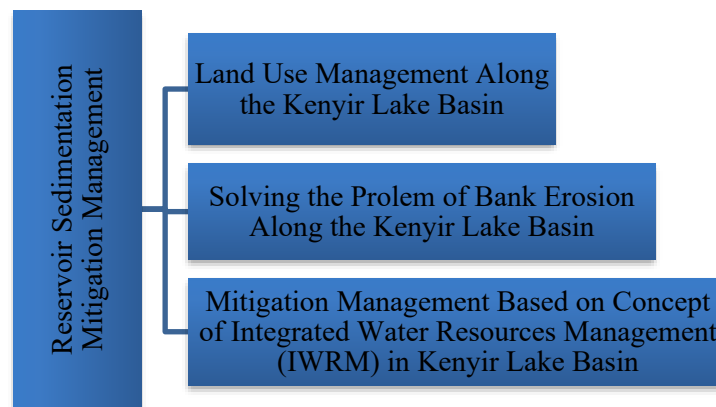 Reservoir Sedimentation
Mitigation Management
Land Use Management Along
the Kenyir Lake Basin
Solving the Prolem of Bank Erosion
Along the Kenyir Lake Basin
Mitigation Management Based on Concept
of Integrated Water Resources Management
(IWRM) in Kenyir Lake Basin